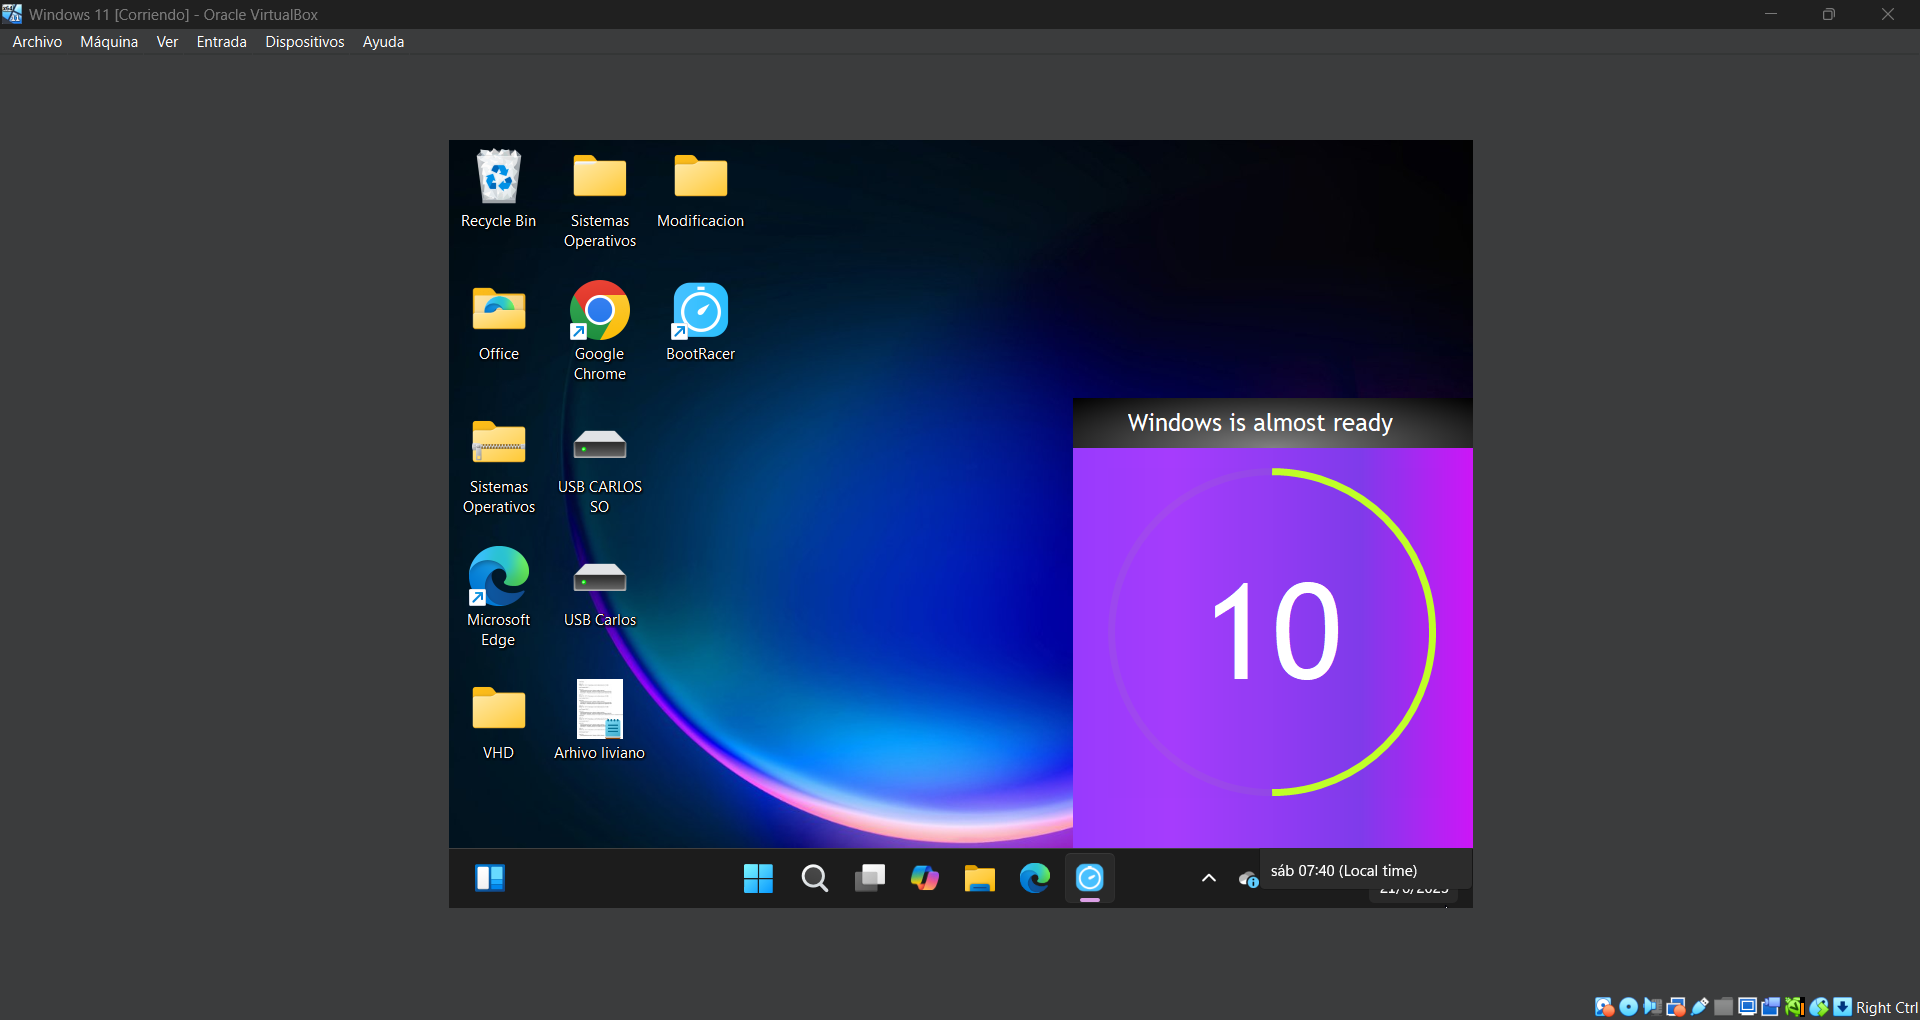 Windows 11 [Corriendo] - Oracle VirtualBox
Archivo Máquina Ver Entrada Dispositivos Ayuda
Recycle Bin
Sistemas
Operativos
Modificacion
Office
Google
Chrome
BootRacer
Windows is almost ready
Sistemas
Operativos
USB CARLOS
SO
10
Microsoft
Edge
USB Carlos
VHD
Arhivo liviano
sáb 07:40 (Local time)
Right Ctrl